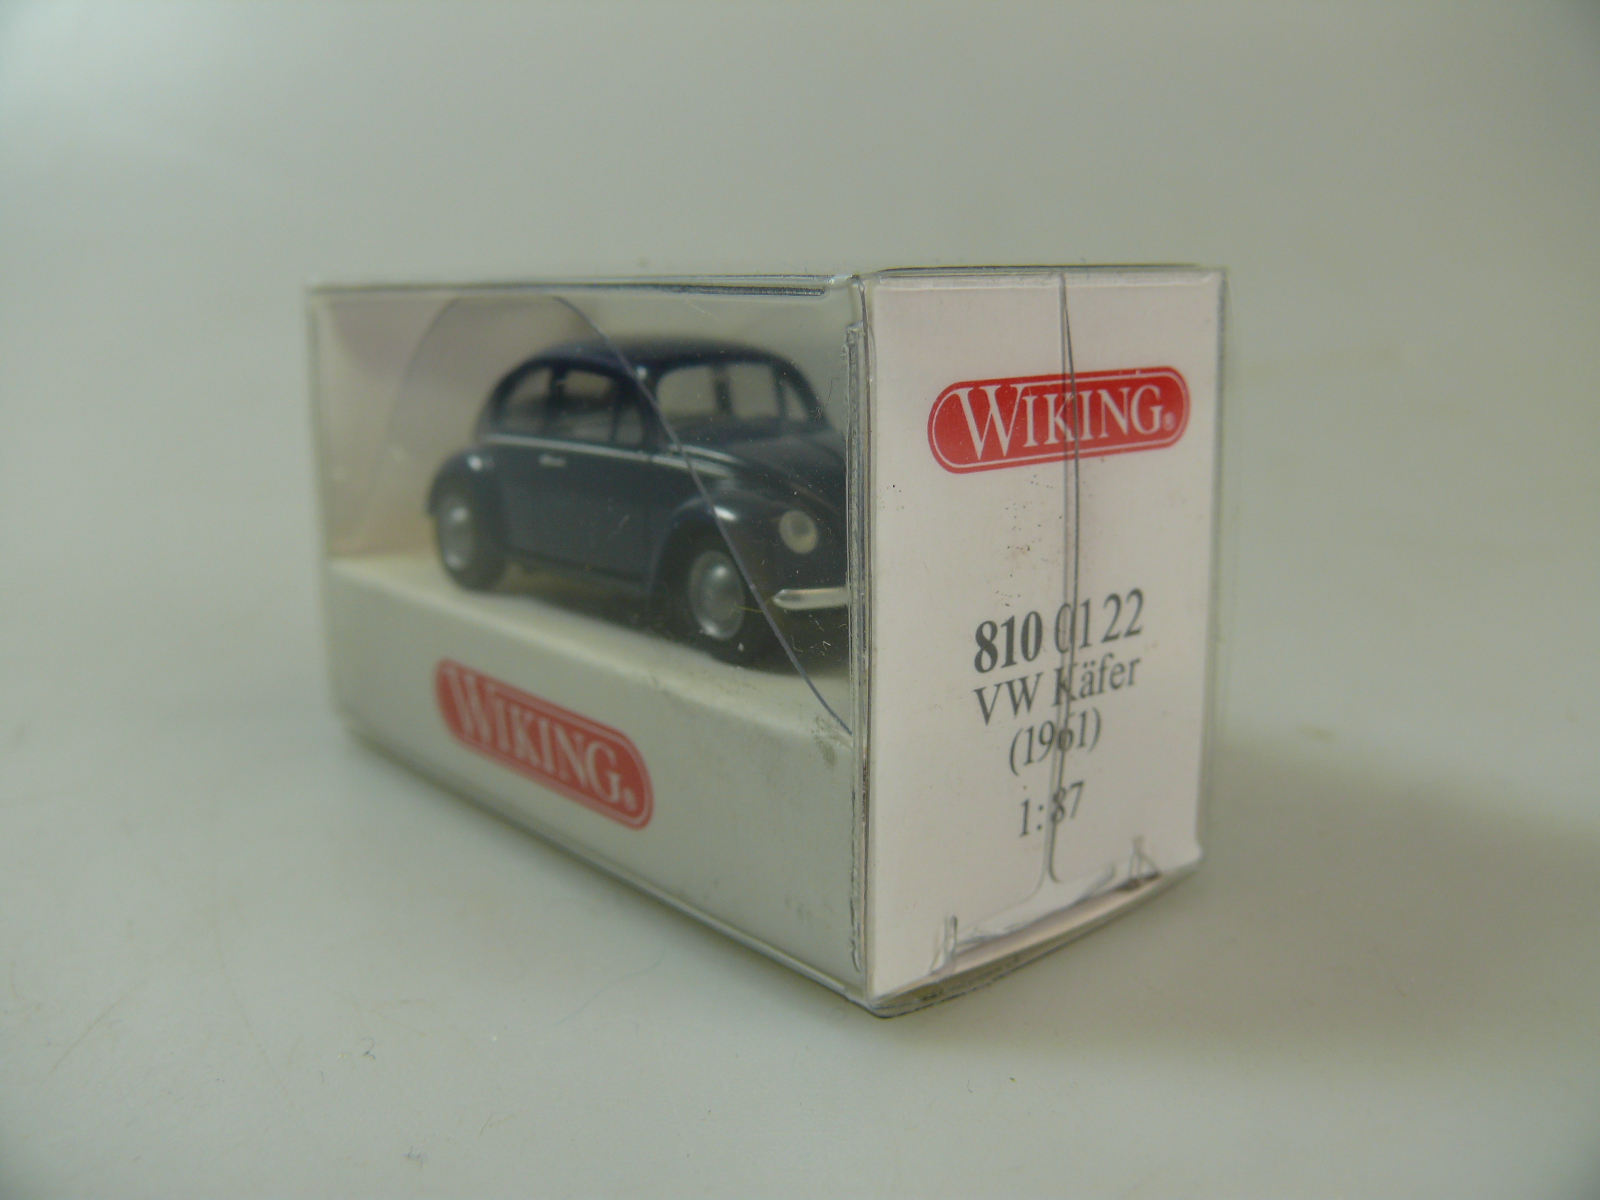 WIKING®
WIKING®
810 01 22
VW Käfer
(1961)
1:87